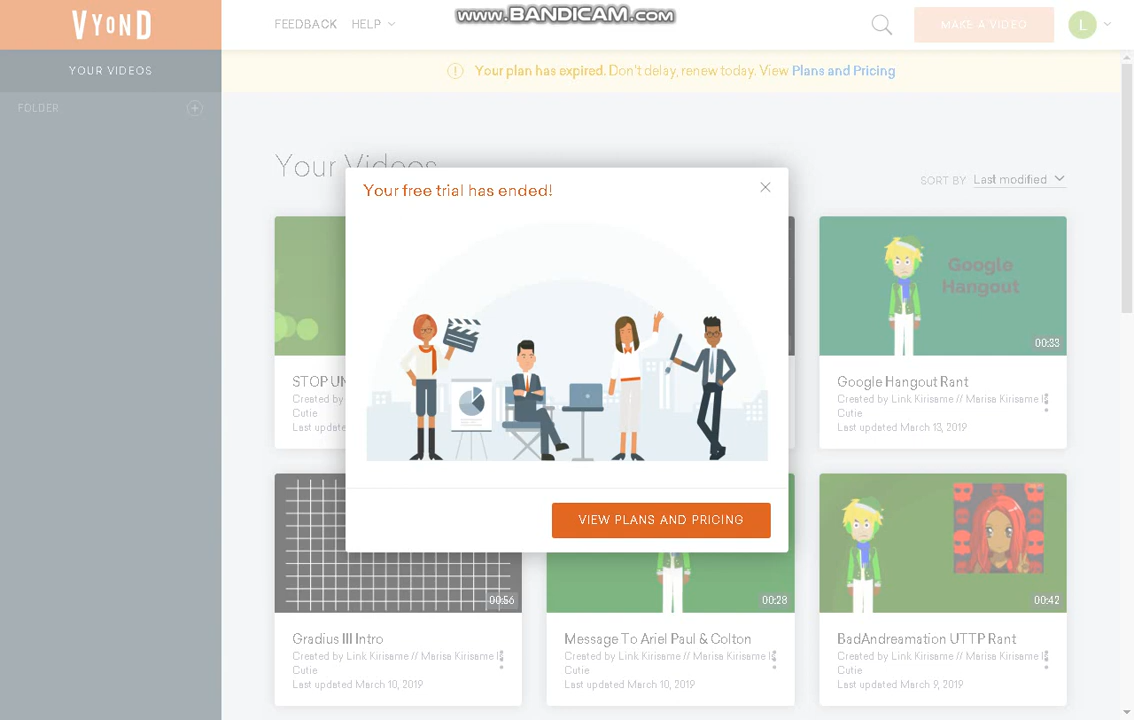 VYOND
FEEDBACK HELP
www.BANDICAM.com
MAKE A VIDEO
L
YOUR VIDEOS
Your plan has expired. Don't delay, renew today. View Plans and Pricing
FOLDER
Your Videos
SORT BY Last modified
Your free trial has ended!
VIEW PLANS AND PRICING
STOP
Created by
Cutie
Last update
Google
Hangout
00:33
Google Hangout Rant
Created by Link Kirisame // Marisa Kirisame
Cutie
Last updated March 13, 2019
00:56
Gradius III Intro
Created by Link Kirisame // Marisa Kirisame
Cutie
Last updated March 10, 2019
00:28
Message To Ariel Paul & Colton
Created by Link Kirisame // Marisa Kirisame
Cutie
Last updated March 10, 2019
00:42
BadAndreamation UTTP Rant
Created by Link Kirisame // Marisa Kirisame
Cutie
Last updated March 9, 2019